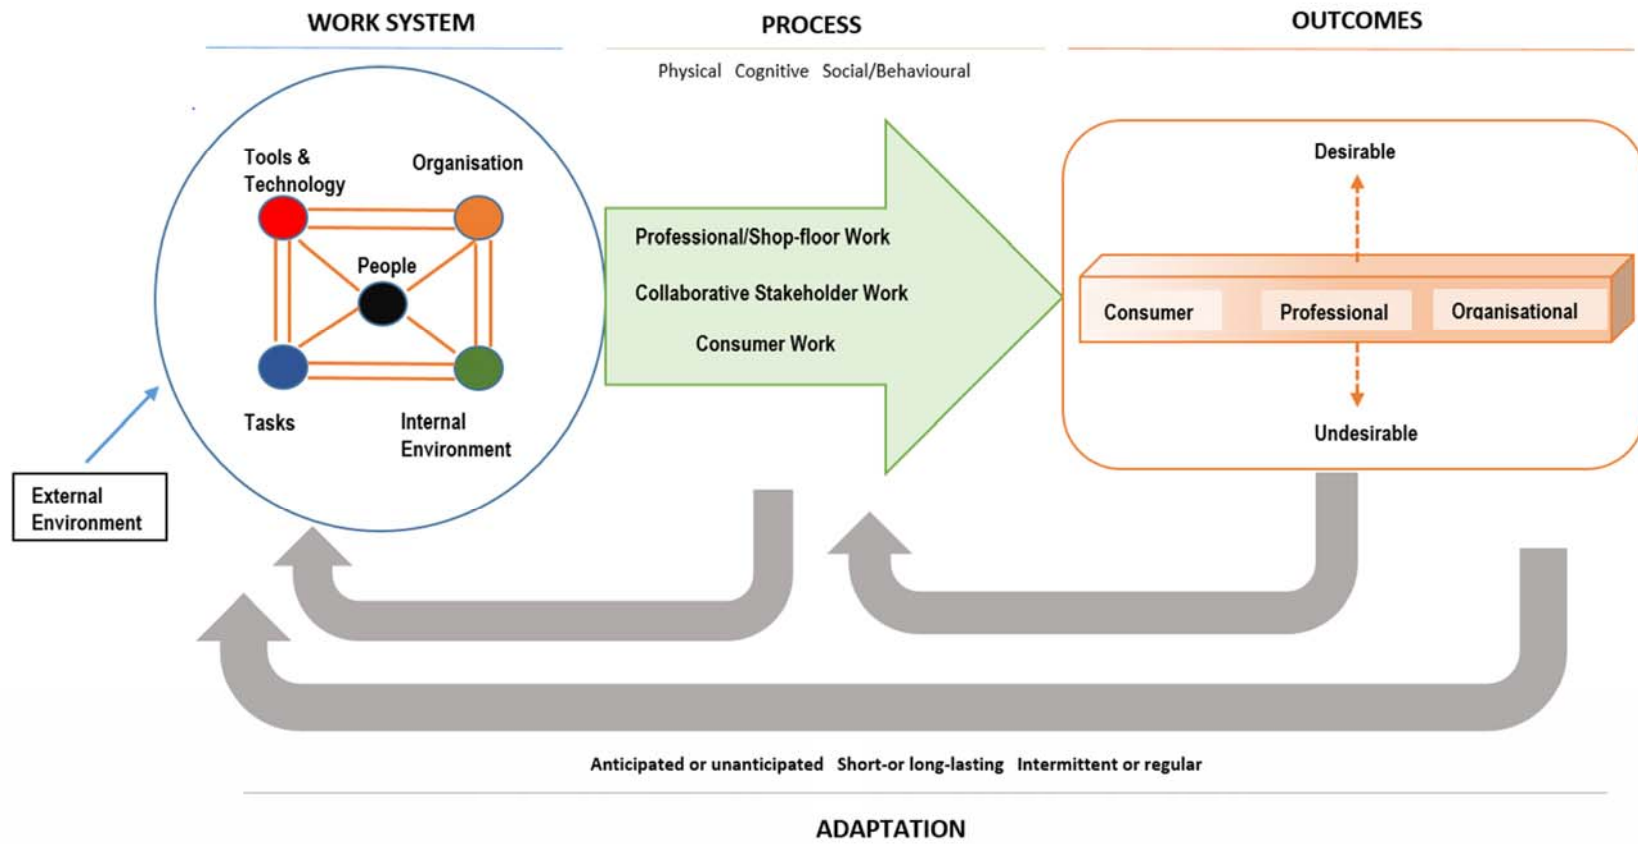 WORK SYSTEM
PROCESS
OUTCOMES
Physical Cognitive Social/Behavioural
Tools &
Technology
Organisation
People
Tasks
Internal
Environment
External
Environment
Professional/Shop-floor Work
Collaborative Stakeholder Work
Consumer Work
Desirable
Consumer
Professional
Organisational
Undesirable
Anticipated or unanticipated Short-or long-lasting Intermittent or regular
ADAPTATION